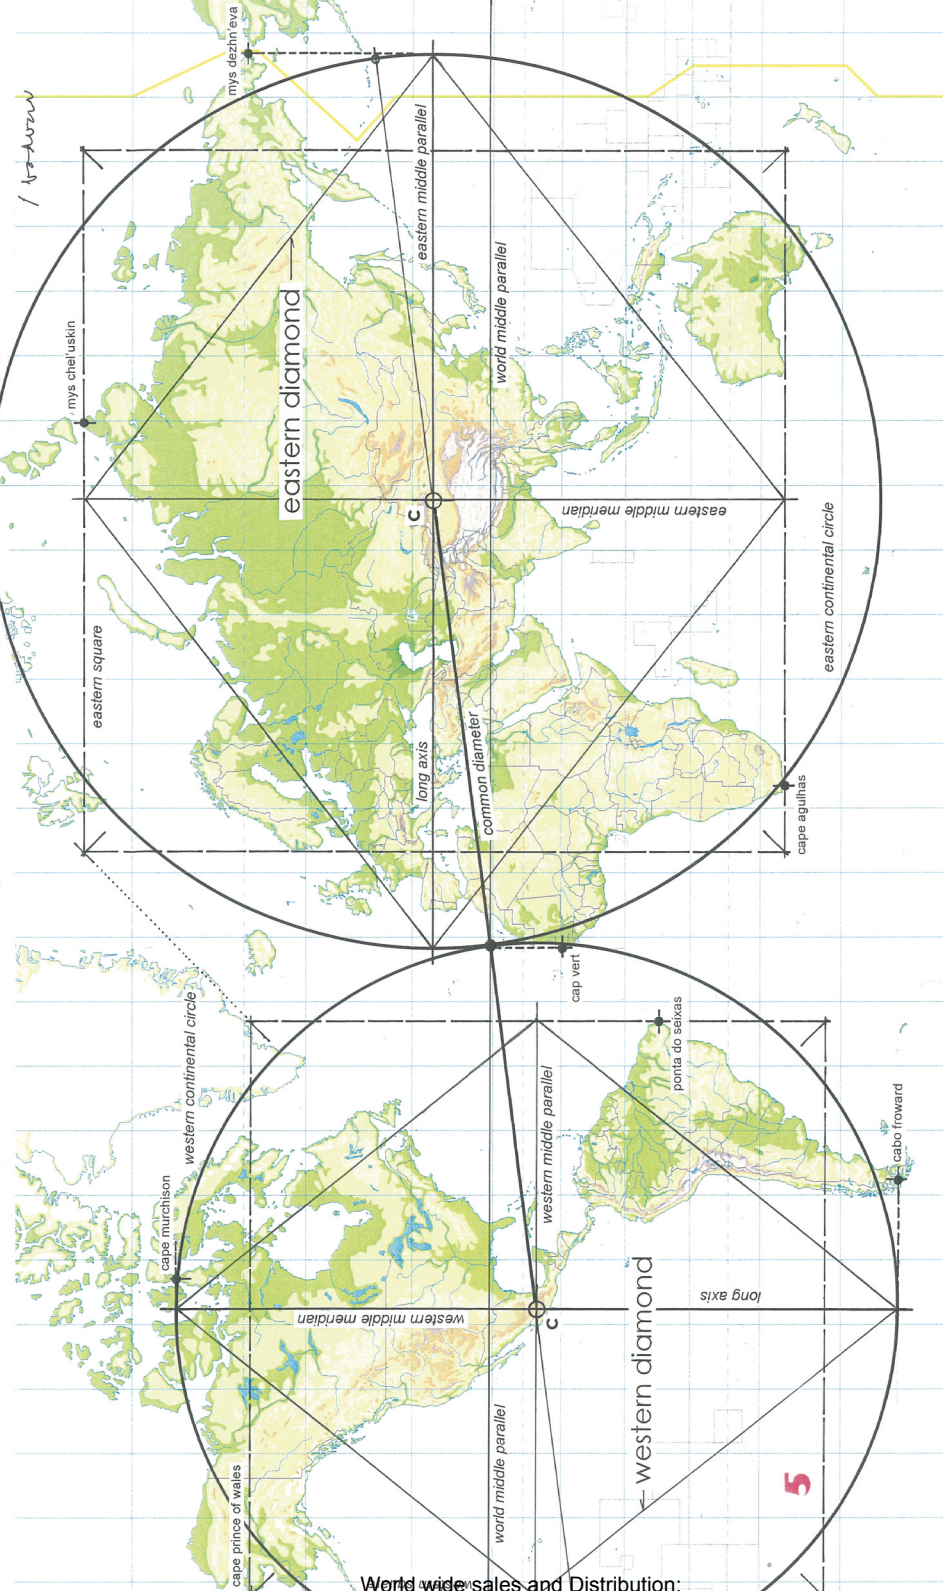 mys dezhn'eva
eastern middle parallel
mys chel'uskin
eastern diamond
world middle parallel
C
eastern middle meridian
eastern square
long axis
common diameter
eastern continental circle
cape agulhas
cap vert
western continental circle
ponta do seixas
cape murchison
western middle parallel
cabo froward
western middle meridian
C
long axis
western diamond
world middle parallel
cape prince of wales
5
western square
World wide sales and Distribution: